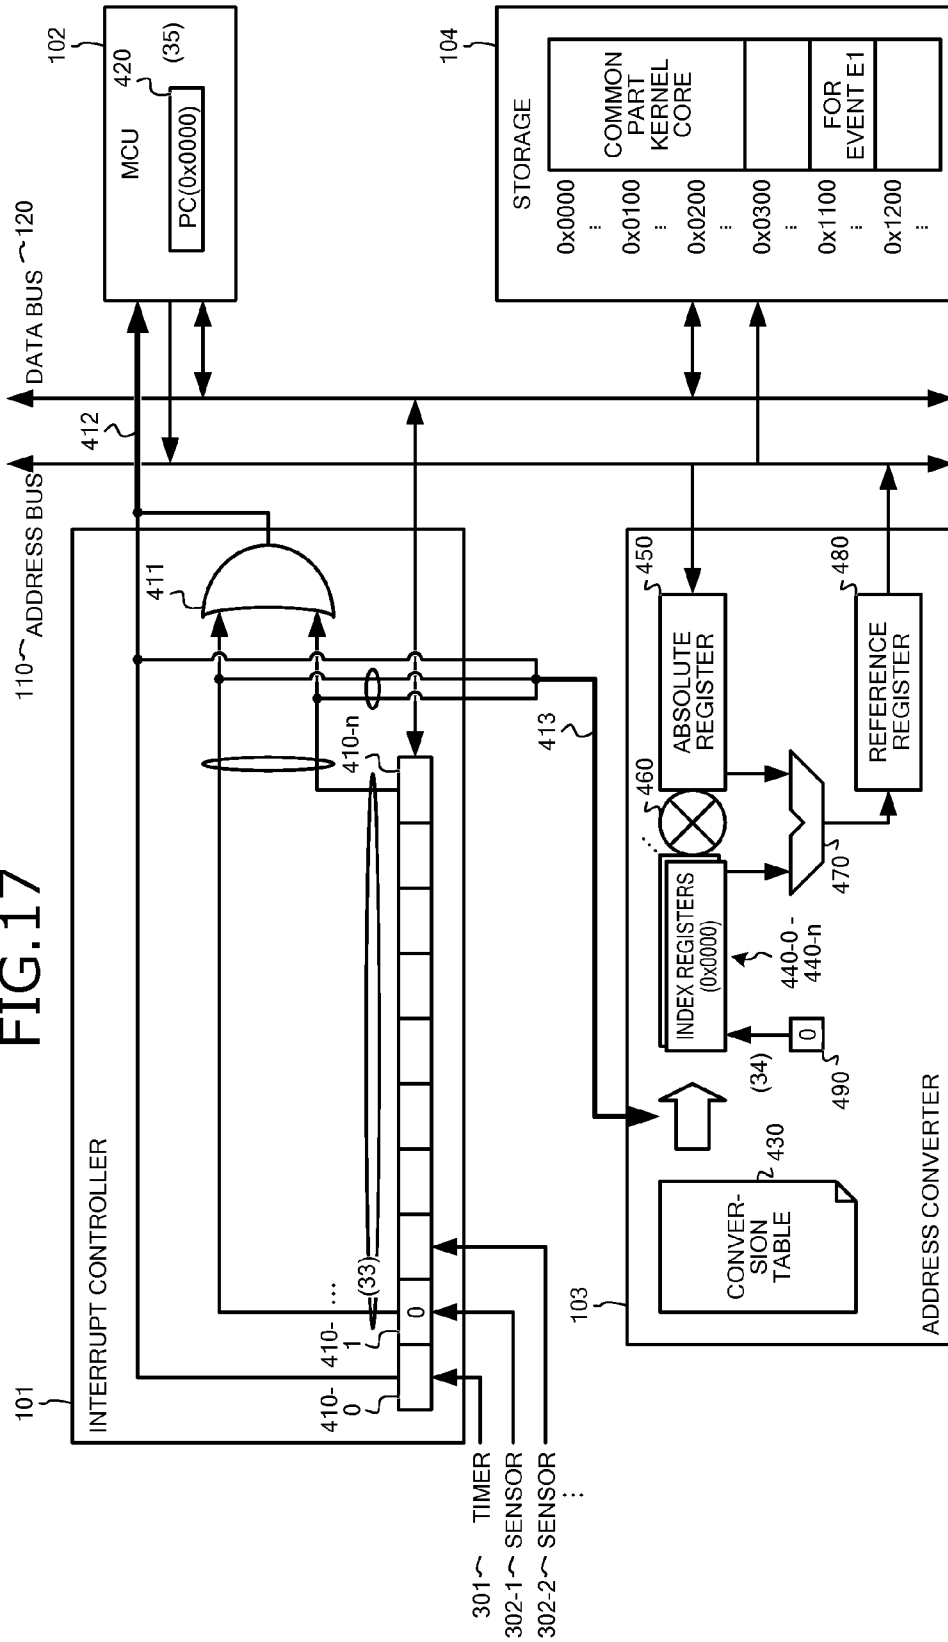 FIG.17
101
INTERRUPT CONTROLLER
410-0
410-1
...
(33)
0
410-n
411
412
413
301 TIMER
302-1 SENSOR
302-2 SENSOR
...
110 ADDRESS BUS
DATA BUS 120
102
MCU
420
PC(0x0000)
(35)
103
ADDRESS CONVERTER
CONVER-
SION
TABLE
430
(34)
0
490
INDEX REGISTERS
(0x0000)
...
440-0 -
440-n
460
ABSOLUTE
REGISTER
450
470
REFERENCE
REGISTER
480
104
STORAGE
0x0000
...
0x0100
...
0x0200
...
0x0300
...
0x1100
...
0x1200
...
COMMON
PART
KERNEL
CORE
FOR
EVENT E1